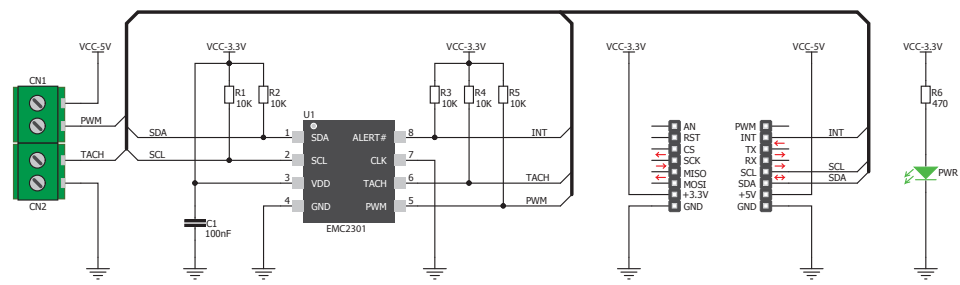 VCC-5V
CN1
PWM
TACH
CN2
VCC-3.3V
R1
10K
R2
10K
SDA
SCL
C1
100nF
U1
1
SDA
2
SCL
3
VDD
4
GND
ALERT#
8
CLK
7
TACH
6
PWM
5
EMC2301
VCC-3.3V
R3
10K
R4
10K
R5
10K
INT
TACH
PWM
VCC-3.3V
AN
RST
CS
SCK
MISO
MOSI
+3.3V
GND
VCC-5V
PWM
INT
TX
RX
SCL
SDA
+5V
GND
INT
SCL
SDA
VCC-3.3V
R6
470
PWR